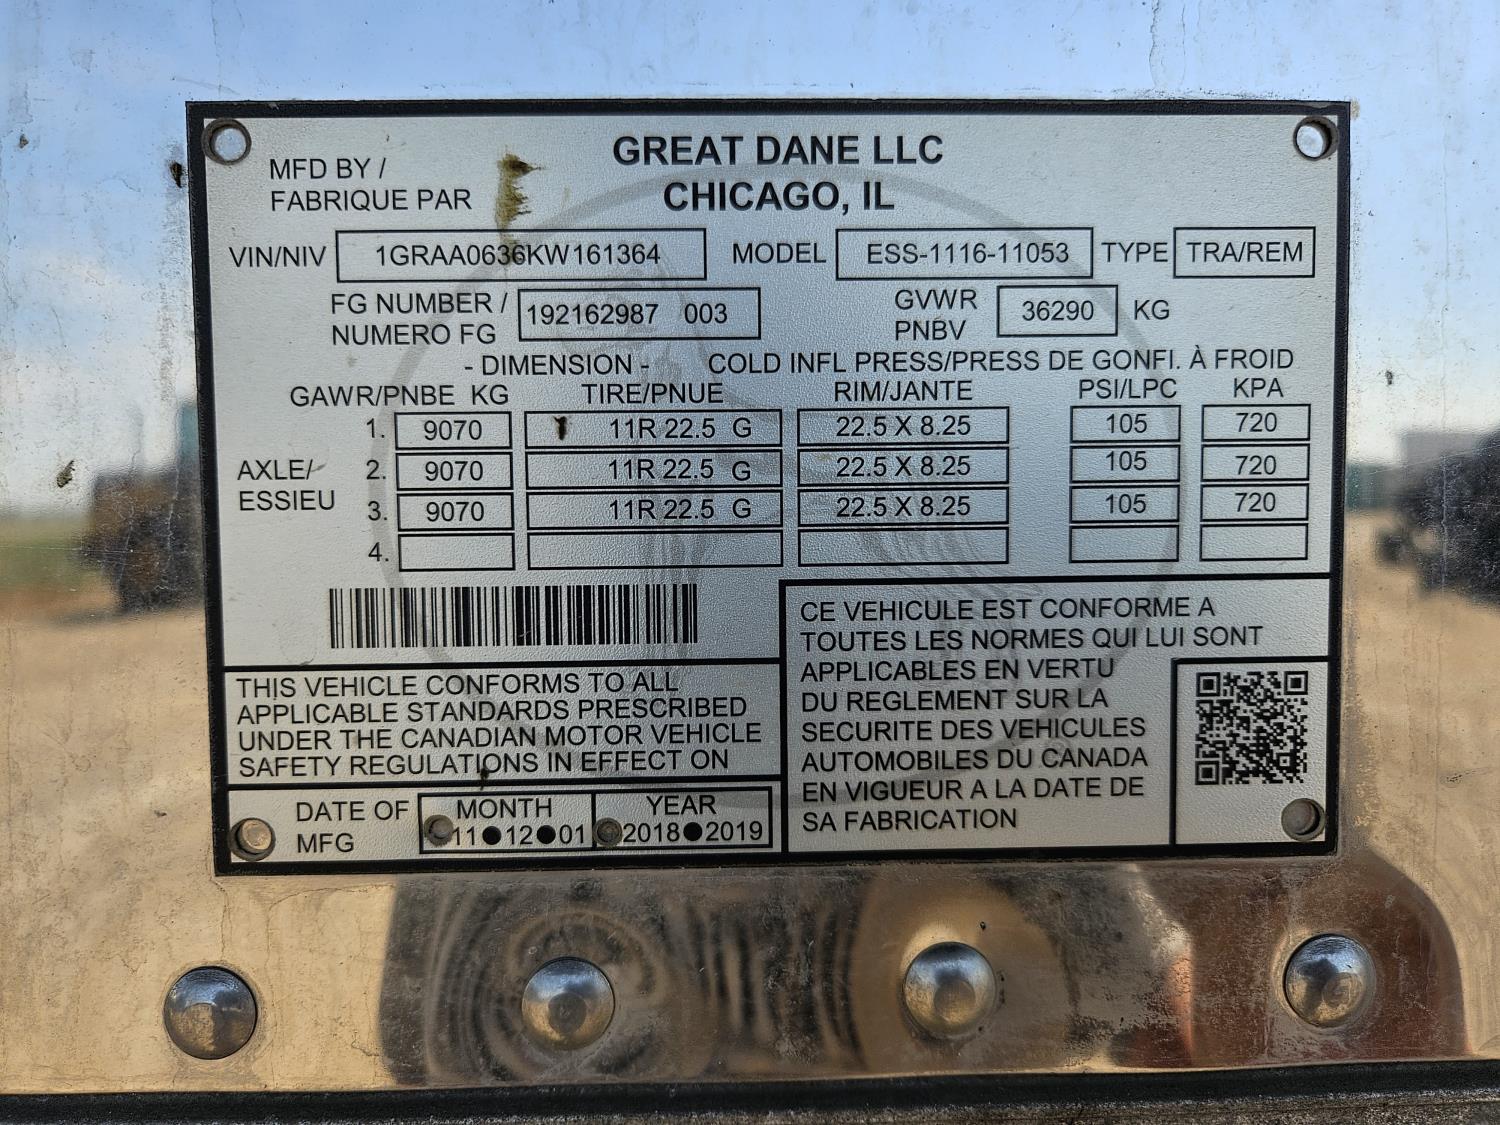 MFD BY /
FABRIQUE PAR
GREAT DANE LLC
CHICAGO, IL
VIN/NIV 1GRAA0636KW161364 MODEL ESS-1116-11053 TYPE TRA/REM
FG NUMBER /
NUMERO FG
192162987 003
GVWR
PNBV
36290 KG
- DIMENSION - COLD INFL PRESS/PRESS DE GONFI. À FROID
GAWR/PNBE KG TIRE/PNUE RIM/JANTE PSI/LPC KPA
AXLE/
ESSIEU
1. 9070 11R 22.5 G 22.5 X 8.25 105 720
2. 9070 11R 22.5 G 22.5 X 8.25 105 720
3. 9070 11R 22.5 G 22.5 X 8.25 105 720
4.
THIS VEHICLE CONFORMS TO ALL
APPLICABLE STANDARDS PRESCRIBED
UNDER THE CANADIAN MOTOR VEHICLE
SAFETY REGULATIONS IN EFFECT ON
DATE OF
MFG
MONTH YEAR
11●12●01 2018●2019
CE VEHICULE EST CONFORME A
TOUTES LES NORMES QUI LUI SONT
APPLICABLES EN VERTU
DU REGLEMENT SUR LA
SECURITE DES VEHICULES
AUTOMOBILES DU CANADA
EN VIGUEUR A LA DATE DE
SA FABRICATION